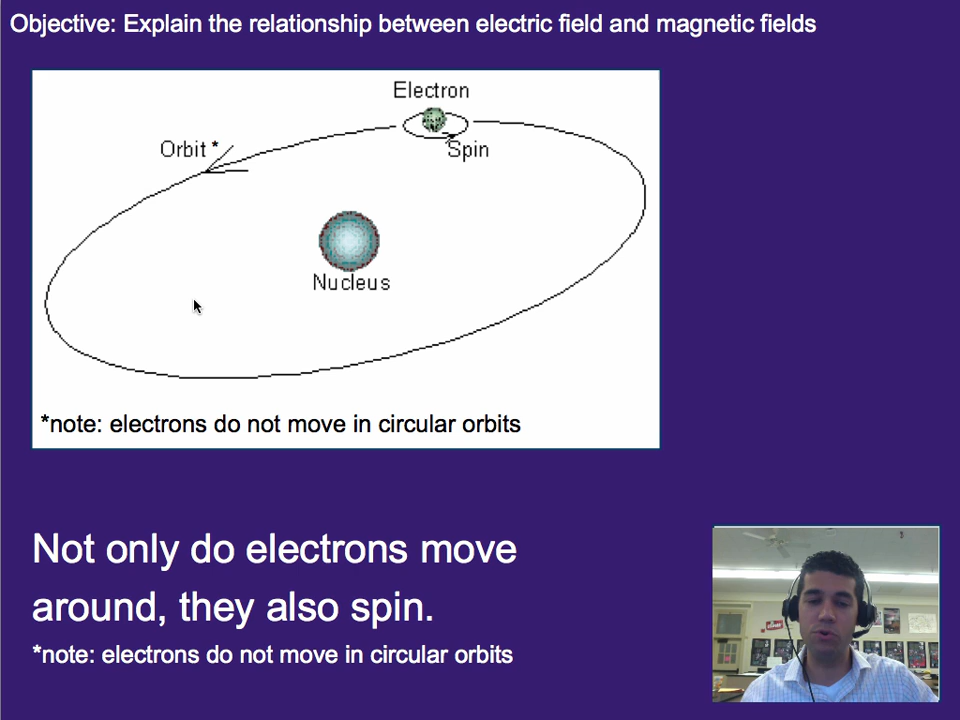 Objective: Explain the relationship between electric field and magnetic fields
Electron
Orbit *
Spin
Nucleus
*note: electrons do not move in circular orbits
Not only do electrons move
around, they also spin.
*note: electrons do not move in circular orbits